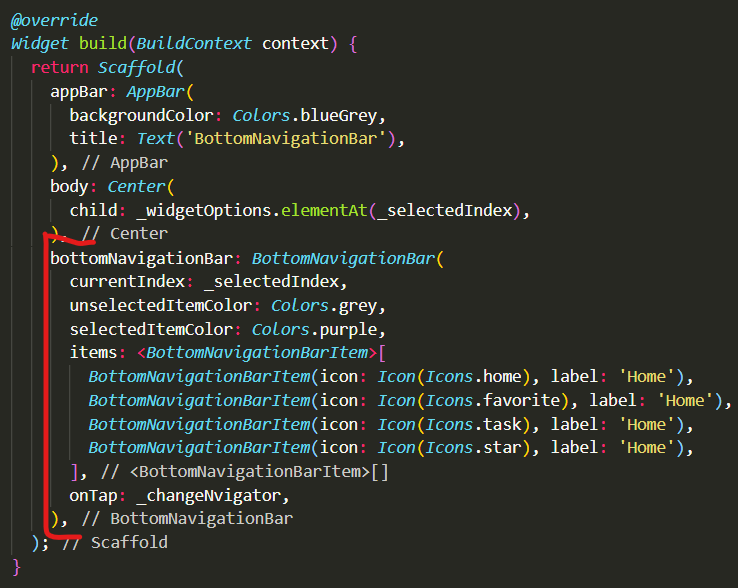 @override
Widget build(BuildContext context) {
return Scaffold(
appBar: AppBar(
backgroundColor: Colors.blueGrey,
title: Text('BottomNavigationBar'),
), // AppBar
body: Center(
child: _widgetOptions.elementAt(_selectedIndex),
), // Center
bottomNavigationBar: BottomNavigationBar(
currentIndex: _selectedIndex,
unselectedItemColor: Colors.grey,
selectedItemColor: Colors.purple,
items: <BottomNavigationBarItem>[
BottomNavigationBarItem(icon: Icon(Icons.home), label: 'Home'),
BottomNavigationBarItem(icon: Icon(Icons.favorite), label: 'Home'),
BottomNavigationBarItem(icon: Icon(Icons.task), label: 'Home'),
BottomNavigationBarItem(icon: Icon(Icons.star), label: 'Home'),
], // <BottomNavigationBarItem>[]
onTap: _changeNvigator,
), // BottomNavigationBar
); // Scaffold
}